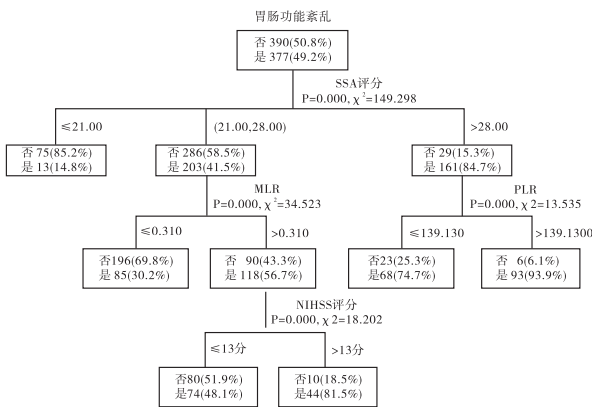 胃肠功能紊乱
否 390(50.8%)
是 377(49.2%)
SSA评分
P=0.000, χ²=149.298
≤21.00
(21.00,28.00)
>28.00
否 75(85.2%)
是 13(14.8%)
否 286(58.5%)
是 203(41.5%)
否 29(15.3%)
是 161(84.7%)
MLR
P=0.000, χ²=34.523
PLR
P=0.000, χ2=13.535
≤0.310
>0.310
≤139.130
>139.1300
否196(69.8%)
是 85(30.2%)
否 90(43.3%)
是 118(56.7%)
否23(25.3%)
是68(74.7%)
否 6(6.1%)
是 93(93.9%)
NIHSS评分
P=0.000, χ2=18.202
≤13分
>13分
否80(51.9%)
是74(48.1%)
否10(18.5%)
是44(81.5%)